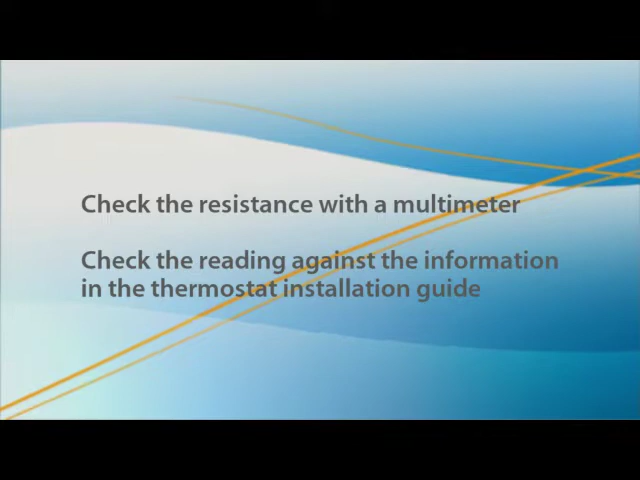 Check the resistance with a multimeter
Check the reading against the information
in the thermostat installation guide